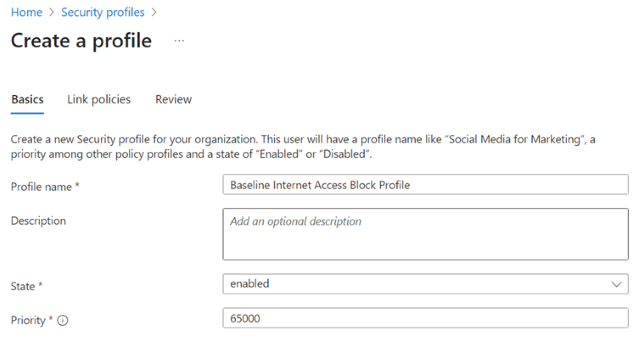 Home > Security profiles >
Create a profile ...
Basics Link policies Review
Create a new Security profile for your organization. This user will have a profile name like "Social Media for Marketing", a
priority among other policy profiles and a state of "Enabled" or "Disabled".
Profile name * Baseline Internet Access Block Profile
Description Add an optional description
State * enabled
Priority * 65000